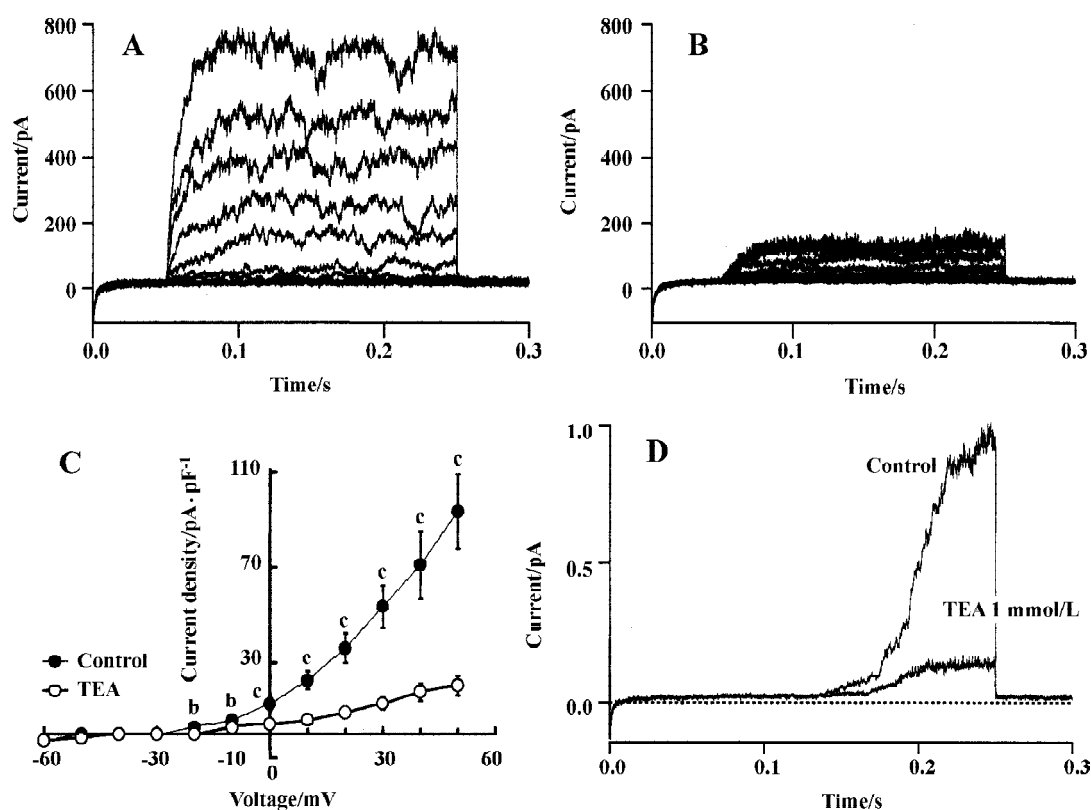 A
800
600
400
200
0
Current/pA
0.0 0.1 0.2 0.3
Time/s
B
800
600
400
200
0
Current/pA
0.0 0.1 0.2 0.3
Time/s
C
Current density/pA·pF-1
110
70
30
c
c
c
c
c
c
b b
Control
TEA
-60 -30 -10 0 30 60
Voltage/mV
D
1.0
0.5
0.0
Current/pA
Control
TEA 1 mmol/L
0.0 0.1 0.2 0.3
Time/s